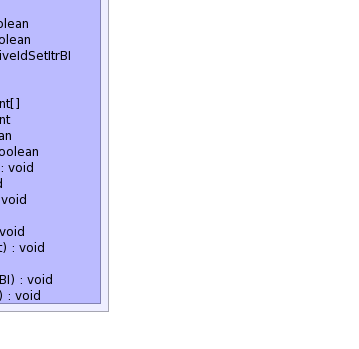 olean
olean
iveIdSetItrBI
nt[]
nt
an
oolean
: void
d
void
void
t) : void
BI) : void
) : void